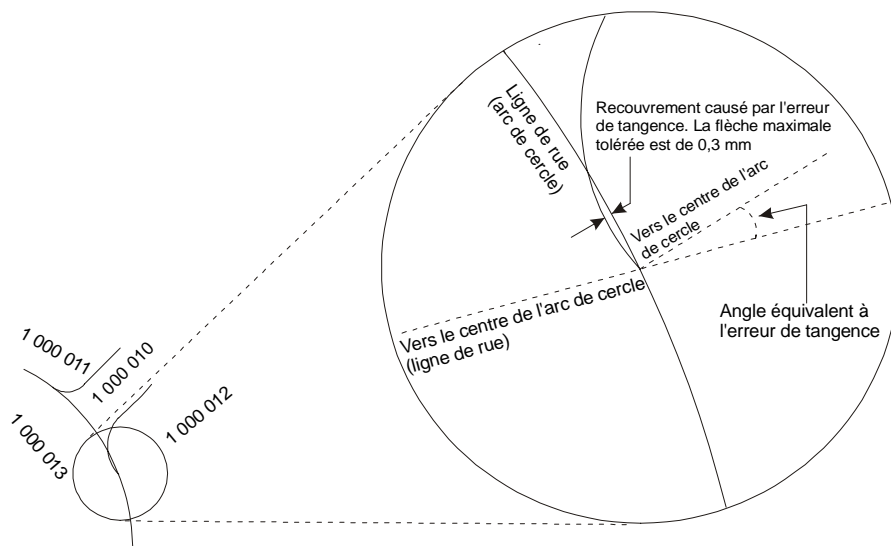 Ligne de rue
(arc de cercle)
Recouvrement causé par l'erreur
de tangence. La flèche maximale
tolérée est de 0,3 mm
Vers le centre de l'arc
de cercle
Vers le centre de l'arc de cercle
(ligne de rue)
Angle équivalent à
l'erreur de tangence
1 000 011
1 000 010
1 000 012
1 000 013